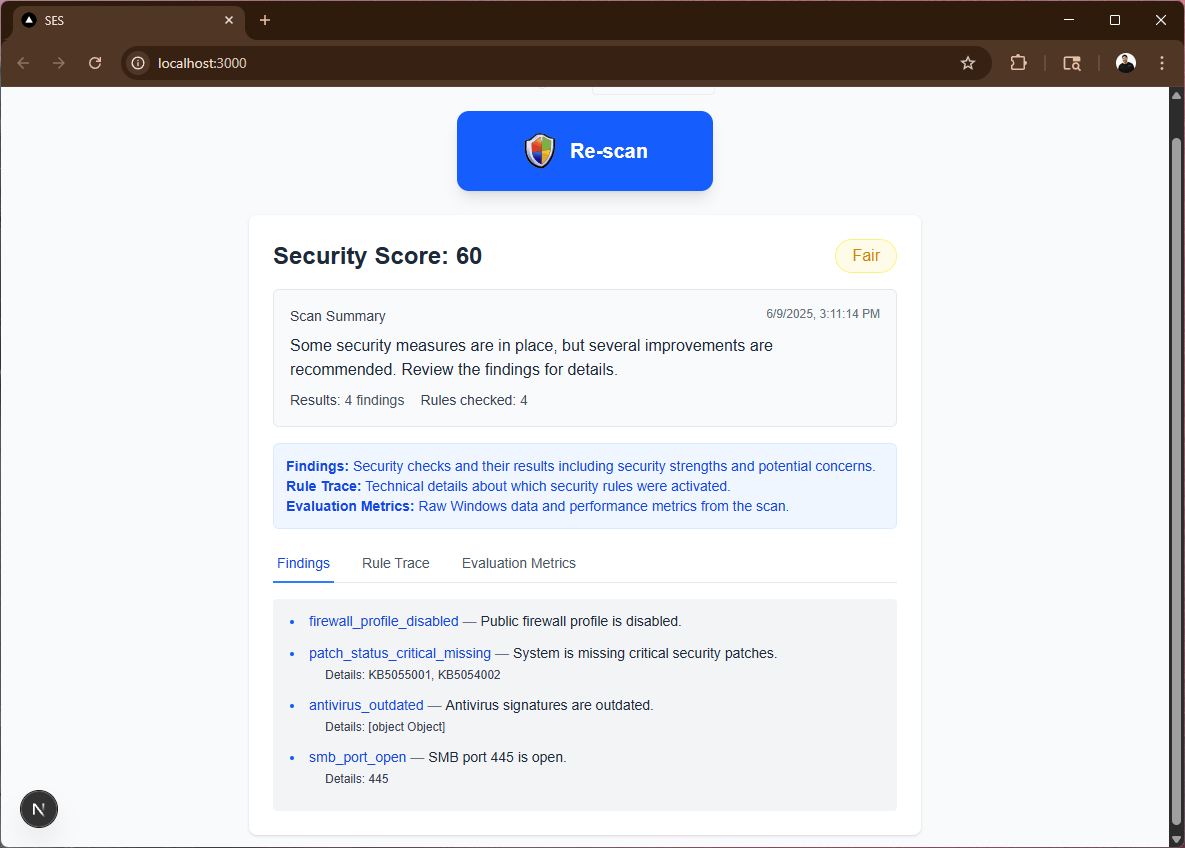 SES
localhost:3000
Re-scan
Security Score: 60
Fair
Scan Summary
6/9/2025, 3:11:14 PM
Some security measures are in place, but several improvements are
recommended. Review the findings for details.
Results: 4 findings Rules checked: 4
Findings: Security checks and their results including security strengths and potential concerns.
Rule Trace: Technical details about which security rules were activated.
Evaluation Metrics: Raw Windows data and performance metrics from the scan.
Findings Rule Trace Evaluation Metrics
• firewall_profile_disabled — Public firewall profile is disabled.
• patch_status_critical_missing — System is missing critical security patches.
Details: KB5055001, KB5054002
• antivirus_outdated — Antivirus signatures are outdated.
Details: [object Object]
• smb_port_open — SMB port 445 is open.
Details: 445
N